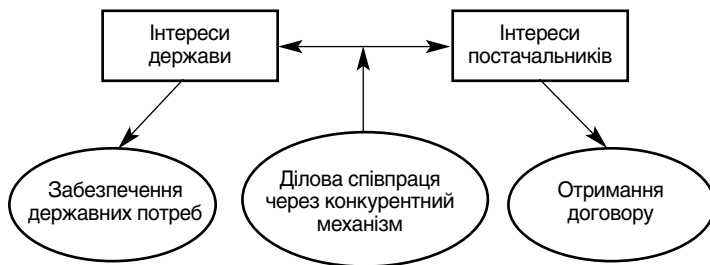 Інтереси
держави
Інтереси
постачальників
Забезпечення
державних потреб
Ділова співпраця
через конкурентний
механізм
Отримання
договору